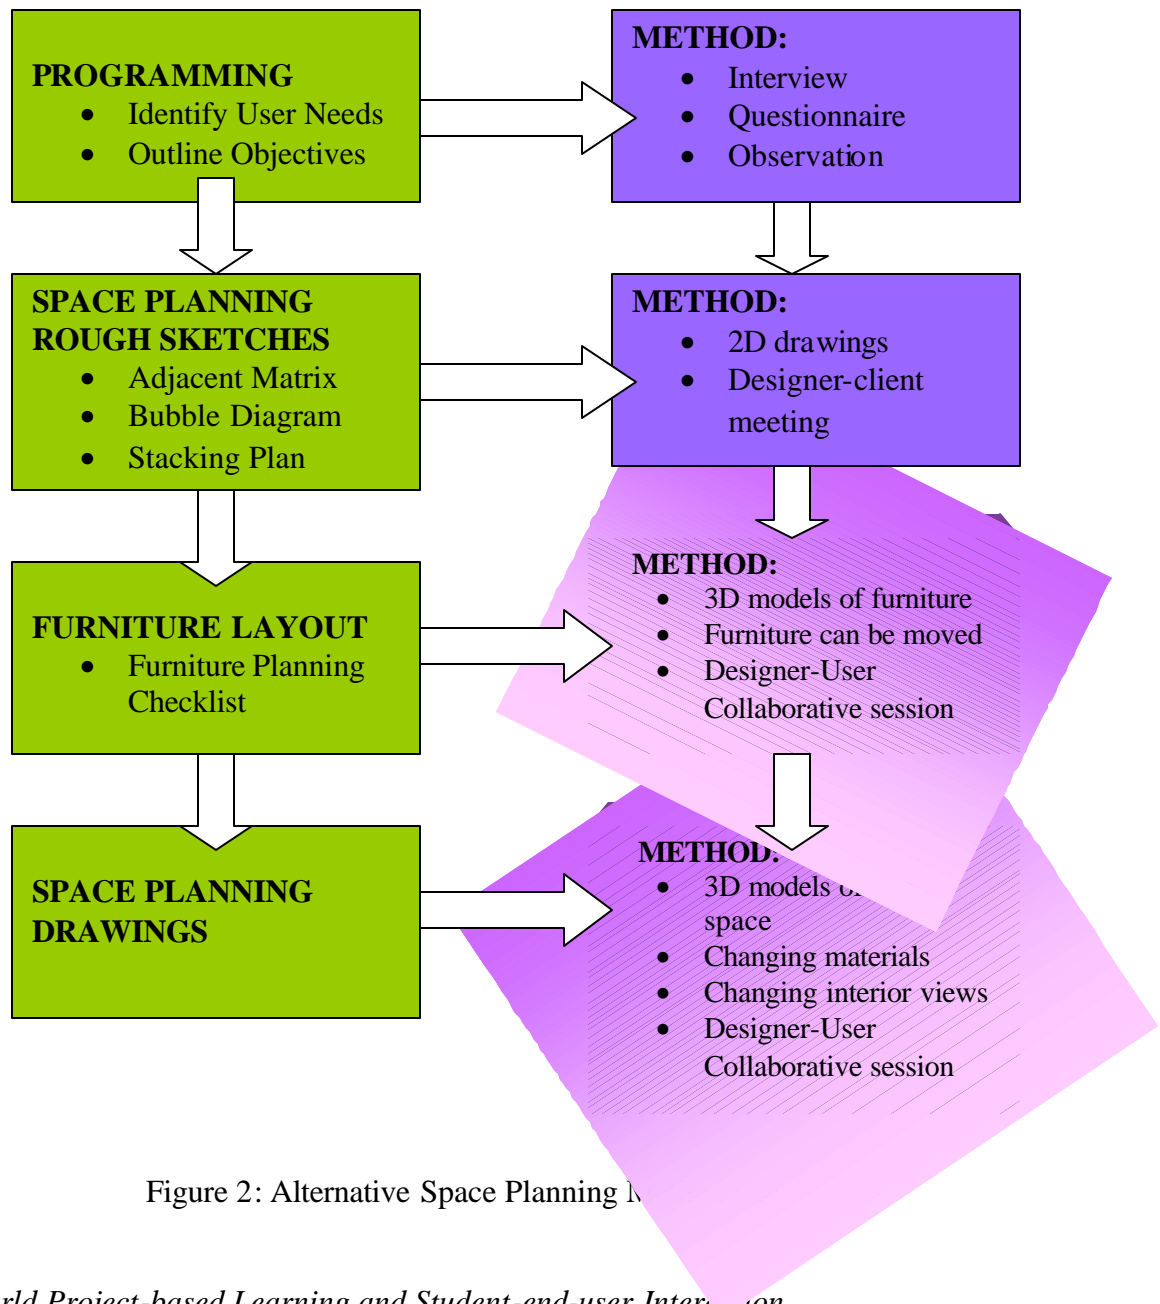 PROGRAMMING
• Identify User Needs
• Outline Objectives
METHOD:
• Interview
• Questionnaire
• Observation
SPACE PLANNING
ROUGH SKETCHES
• Adjacent Matrix
• Bubble Diagram
• Stacking Plan
METHOD:
• 2D drawings
• Designer-client
meeting
FURNITURE LAYOUT
• Furniture Planning
Checklist
METHOD:
• 3D models of furniture
• Furniture can be moved
• Designer-User
Collaborative session
SPACE PLANNING
DRAWINGS
METHOD:
• 3D models
space
• Changing materials
• Changing interior views
• Designer-User
Collaborative session
Figure 2: Alternative Space Planning
Project-based Learning and Student-end-user